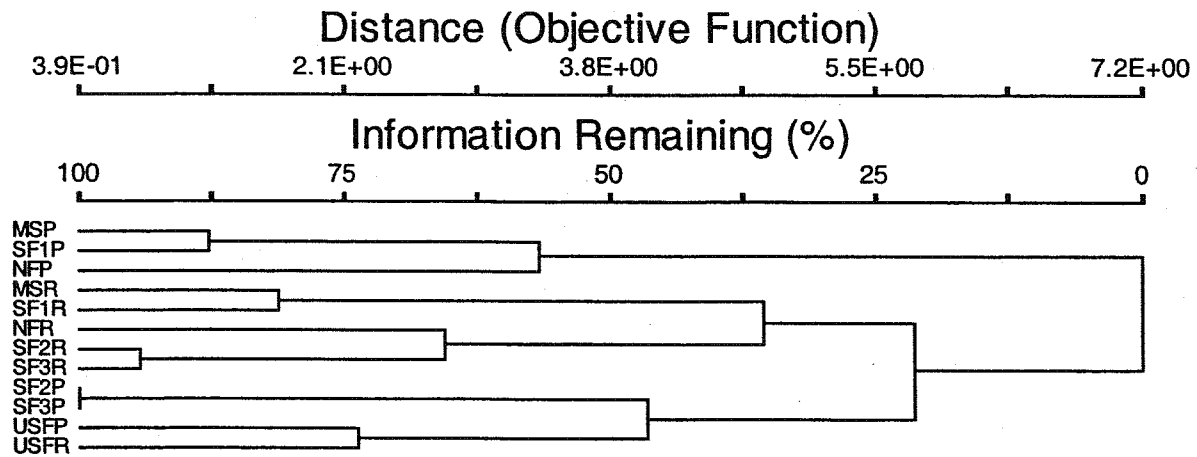 Distance (Objective Function)
3.9E-01 2.1E+00 3.8E+00 5.5E+00 7.2E+00
Information Remaining (%)
100 75 50 25 0
MSP
SF1P
NFP
MSR
SF1R
NFR
SF2R
SF3R
SF2P
SF3P
USFP
USFR